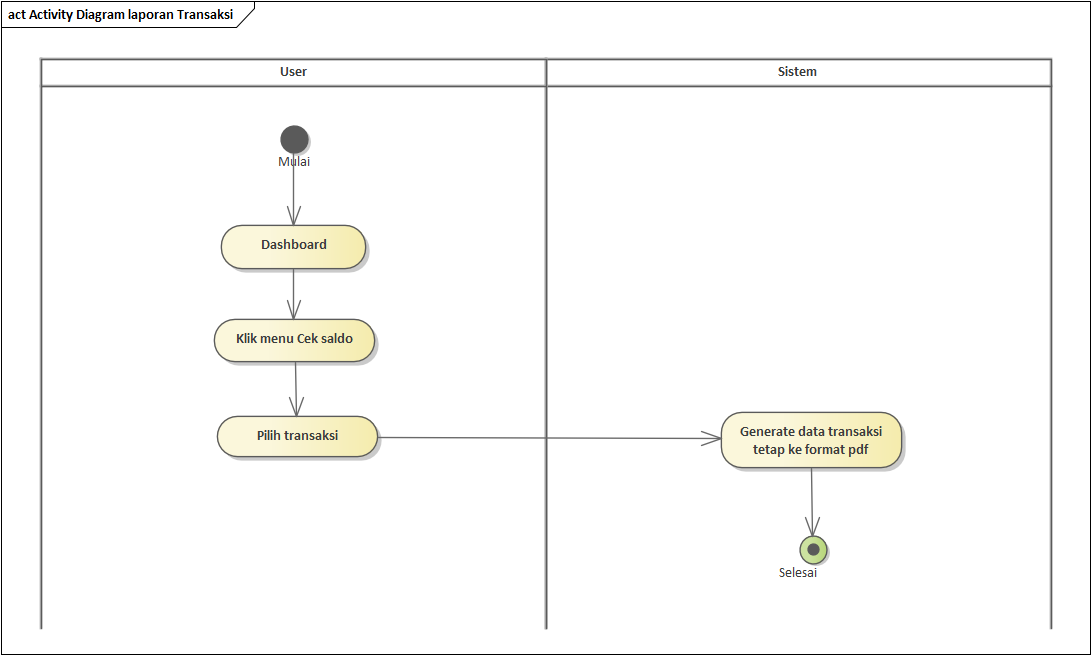 act Activity Diagram laporan Transaksi
User
Sistem
Mulai
Dashboard
Klik menu Cek saldo
Pilih transaksi
Generate data transaksi
tetap ke format pdf
Selesai